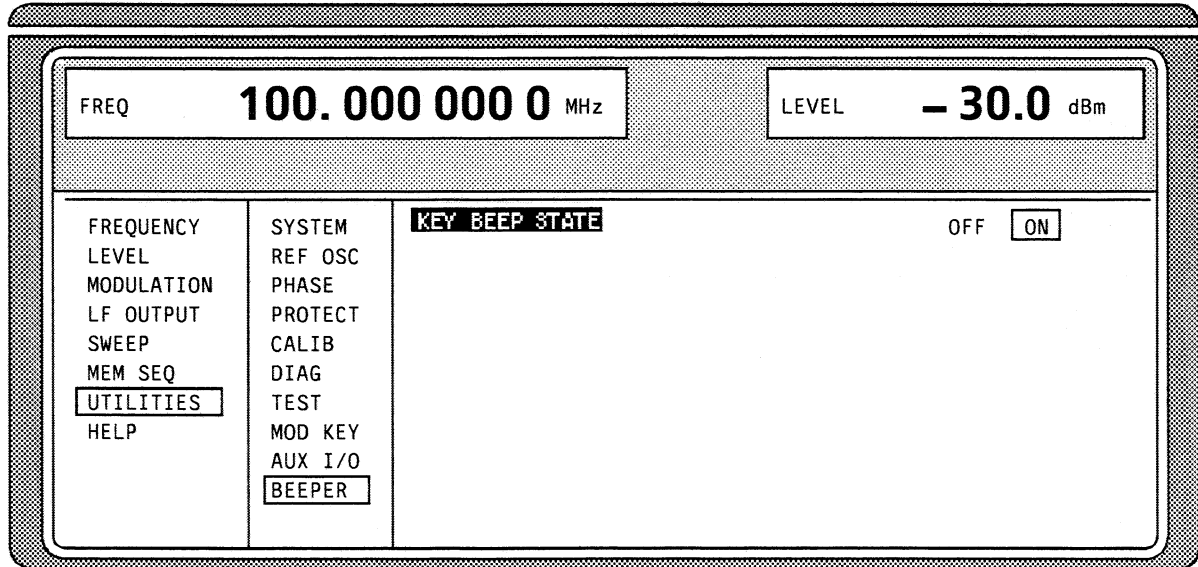 FREQ 100. 000 000 0 MHz
LEVEL – 30.0 dBm
FREQUENCY
LEVEL
MODULATION
LF OUTPUT
SWEEP
MEM SEQ
UTILITIES
HELP
SYSTEM
REF OSC
PHASE
PROTECT
CALIB
DIAG
TEST
MOD KEY
AUX I/O
BEEPER
KEY BEEP STATE OFF ON